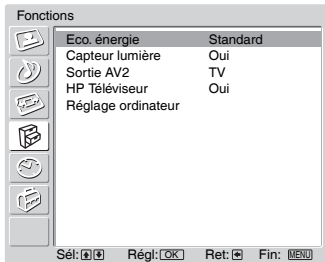 Fonctions
Eco. énergie Standard
Capteur lumière Oui
Sortie AV2 TV
HP Téléviseur Oui
Réglage ordinateur
Sél: Régl: OK Ret: Fin: MENU